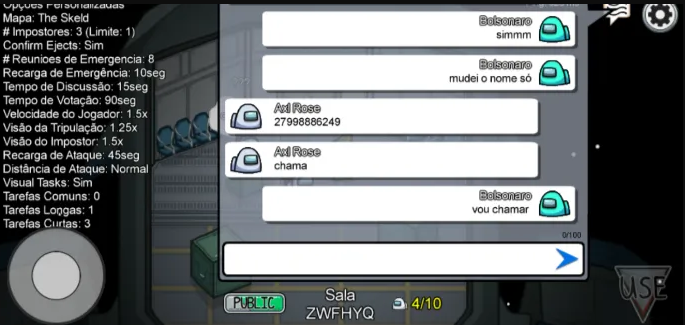 Opções Personalizadas
Mapa: The Skeld
# Impostores: 3 (Limite: 1)
Confirm Ejects: Sim
# Reunioes de Emergencia: 8
Recarga de Emergência: 10seg
Tempo de Discussão: 15seg
Tempo de Votação: 90seg
Velocidade do Jogador: 1.5x
Visão da Tripulação: 1.25x
Visão do Impostor: 1.5x
Recarga de Ataque: 45seg
Distância de Ataque: Normal
Visual Tasks: Sim
Tarefas Comuns: 0
Tarefas Longas: 1
Tarefas Curtas: 3
Bolsonaro
simmm
Bolsonaro
mudei o nome só
Axl Rose
27998886249
Axl Rose
chama
Bolsonaro
vou chamar
0/100
PUBLIC
Sala
ZWFHYQ
4/10
USE